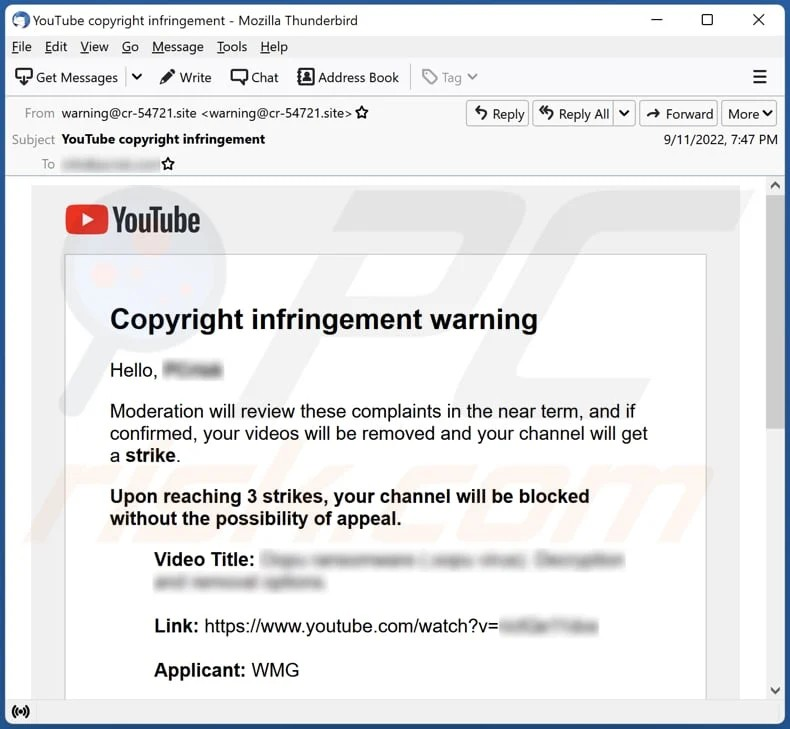 YouTube copyright infringement - Mozilla Thunderbird
File Edit View Go Message Tools Help
Get Messages Write Chat Address Book Tag
From warning@cr-54721.site <warning@cr-54721.site> Reply Reply All Forward More
Subject YouTube copyright infringement 9/11/2022, 7:47 PM
To
YouTube
PC
risk.com
Copyright infringement warning
Hello,
Moderation will review these complaints in the near term, and if
confirmed, your videos will be removed and your channel will get
a strike.
Upon reaching 3 strikes, your channel will be blocked
without the possibility of appeal.
Video Title:
Link: https://www.youtube.com/watch?v=
Applicant: WMG